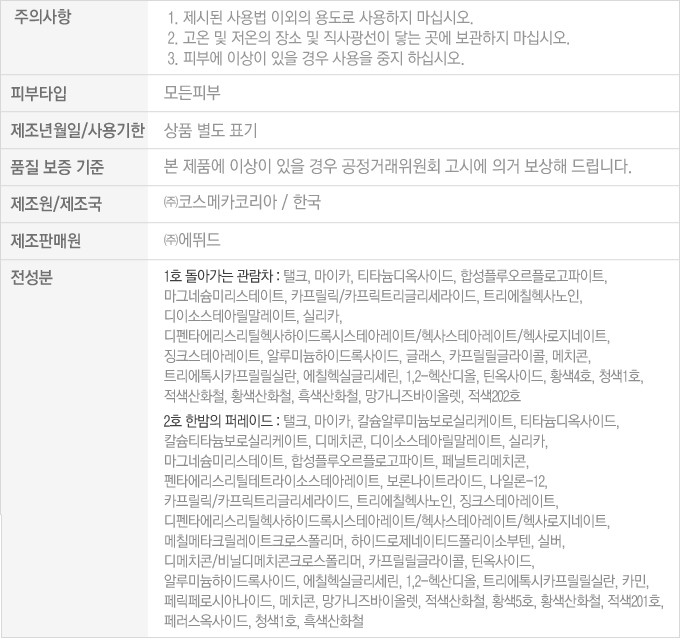 주의사항
1. 제시된 사용법 이외의 용도로 사용하지 마십시오.
2. 고온 및 저온의 장소 및 직사광선이 닿는 곳에 보관하지 마십시오.
3. 피부에 이상이 있을 경우 사용을 중지 하십시오.
피부타입
모든피부
제조년월일/사용기한
상품 별도 표기
품질 보증 기준
본 제품에 이상이 있을 경우 공정거래위원회 고시에 의거 보상해 드립니다.
제조원/제조국
㈜코스메카코리아 / 한국
제조판매원
㈜에뛰드
전성분
1호 돌아가는 관람차 : 탤크, 마이카, 티타늄디옥사이드, 합성플루오르플로고파이트,
마그네슘미리스테이트, 카프릴릭/카프릭트리글리세라이드, 트리에칠헥사노인,
디이소스테아릴말레이트, 실리카,
디펜타에리스리틸헥사하이드록시스테아레이트/헥사스테아레이트/헥사로지네이트,
징크스테아레이트, 알루미늄하이드록사이드, 글래스, 카프릴릴글라이콜, 메치콘,
트리에톡시카프릴릴실란, 에칠헥실글리세린, 1,2-헥산디올, 틴옥사이드, 황색4호, 청색1호,
적색산화철, 황색산화철, 흑색산화철, 망가니즈바이올렛, 적색202호
2호 한밤의 퍼레이드 : 탤크, 마이카, 칼슘알루미늄보로실리케이트, 티타늄디옥사이드,
칼슘티타늄보로실리케이트, 디메치콘, 디이소스테아릴말레이트, 실리카,
마그네슘미리스테이트, 합성플루오르플로고파이트, 페닐트리메치콘,
펜타에리스리틸테트라이소스테아레이트, 보론나이트라이드, 나일론-12,
카프릴릭/카프릭트리글리세라이드, 트리에칠헥사노인, 징크스테아레이트,
디펜타에리스리틸헥사하이드록시스테아레이트/헥사스테아레이트/헥사로지네이트,
메칠메타크릴레이트크로스폴리머, 하이드로제네이티드폴리이소부텐, 실버,
디메치콘/비닐디메치콘크로스폴리머, 카프릴릴글라이콜, 틴옥사이드,
알루미늄하이드록사이드, 에칠헥실글리세린, 1,2-헥산디올, 트리에톡시카프릴릴실란, 카민,
페릭페로시아나이드, 메치콘, 망가니즈바이올렛, 적색산화철, 황색5호, 황색산화철, 적색201호,
페러스옥사이드, 청색1호, 흑색산화철